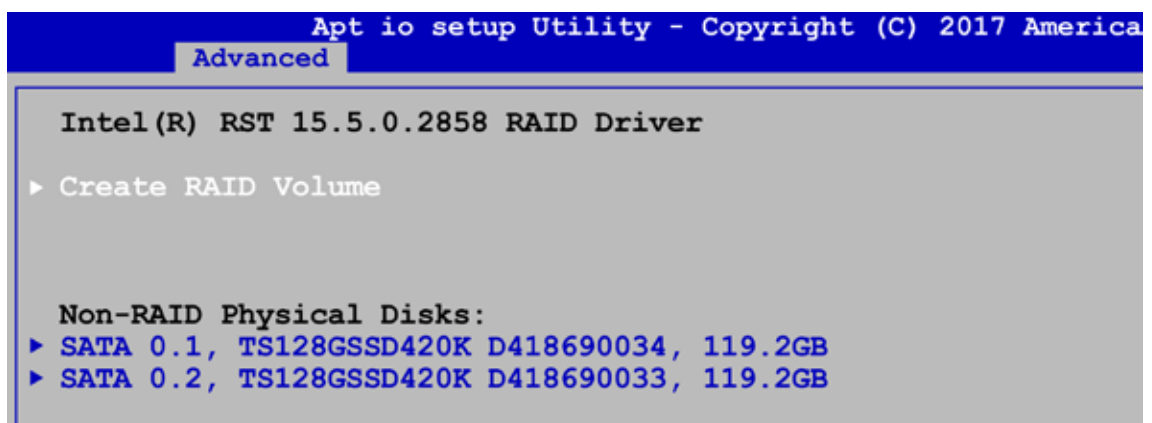 Apt io setup Utility - Copyright (C) 2017 America
Advanced
Intel(R) RST 15.5.0.2858 RAID Driver
Create RAID Volume
Non-RAID Physical Disks:
SATA 0.1, TS128GSSD420K D418690034, 119.2GB
SATA 0.2, TS128GSSD420K D418690033, 119.2GB